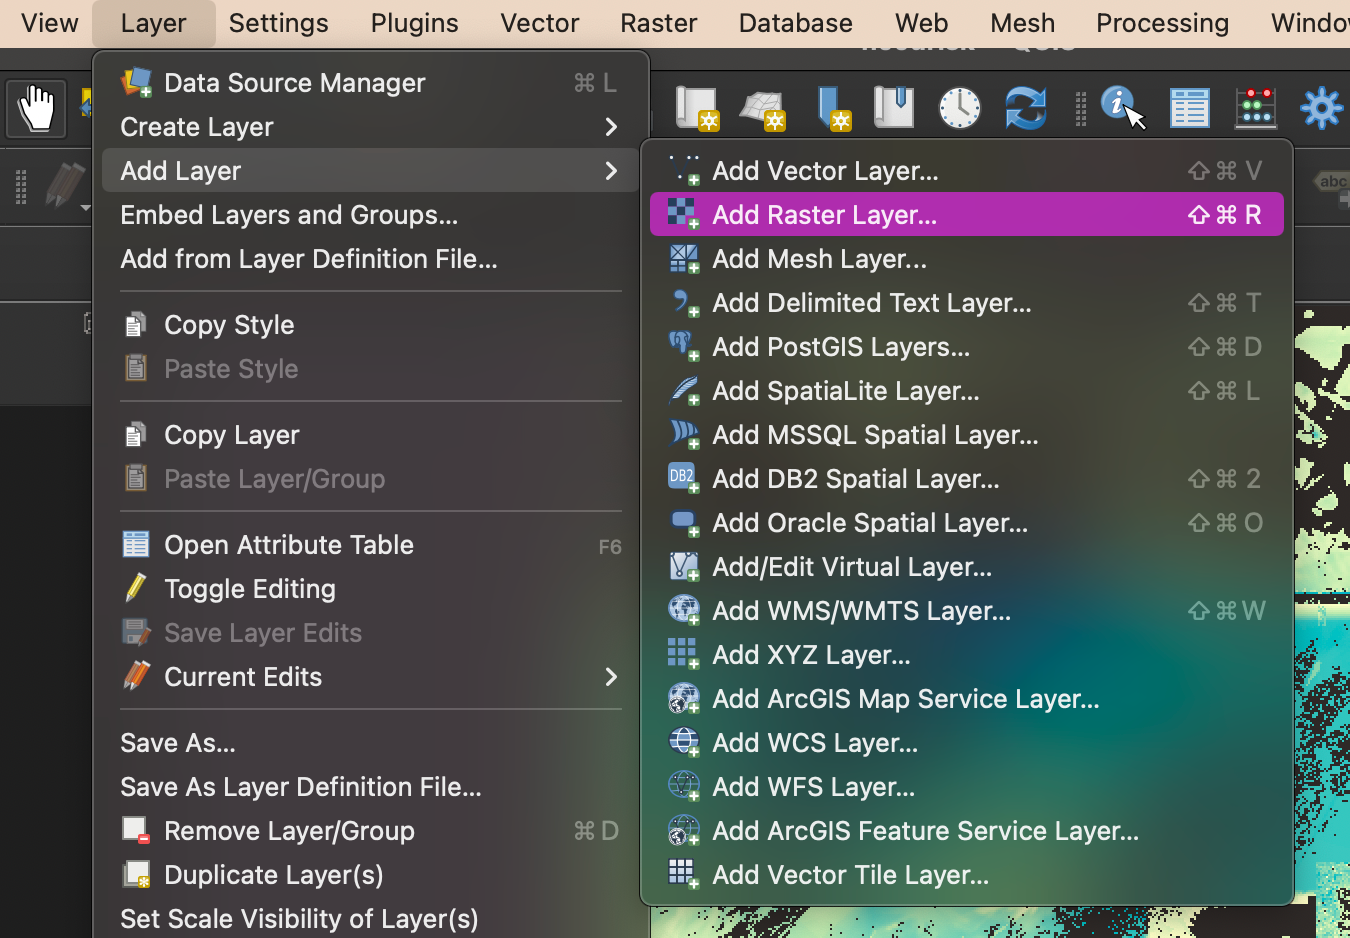 View Layer Settings Plugins Vector Raster Database Web Mesh Processing Windo
Data Source Manager ⌘ L
Create Layer
Add Layer
Embed Layers and Groups...
Add from Layer Definition File...
Copy Style
Paste Style
Copy Layer
Paste Layer/Group
Open Attribute Table F6
Toggle Editing
Save Layer Edits
Current Edits
Save As...
Save As Layer Definition File...
Remove Layer/Group ⌘ D
Duplicate Layer(s)
Set Scale Visibility of Layer(s)
Add Vector Layer... ⇧ ⌘ V
Add Raster Layer... ⇧ ⌘ R
Add Mesh Layer...
Add Delimited Text Layer... ⇧ ⌘ T
Add PostGIS Layers... ⇧ ⌘ D
Add SpatiaLite Layer... ⇧ ⌘ L
Add MSSQL Spatial Layer...
DB2 Add DB2 Spatial Layer... ⇧ ⌘ 2
Add Oracle Spatial Layer... ⇧ ⌘ O
Add/Edit Virtual Layer...
Add WMS/WMTS Layer... ⇧ ⌘ W
Add XYZ Layer...
Add ArcGIS Map Service Layer...
Add WCS Layer...
Add WFS Layer...
Add ArcGIS Feature Service Layer...
Add Vector Tile Layer...
abc